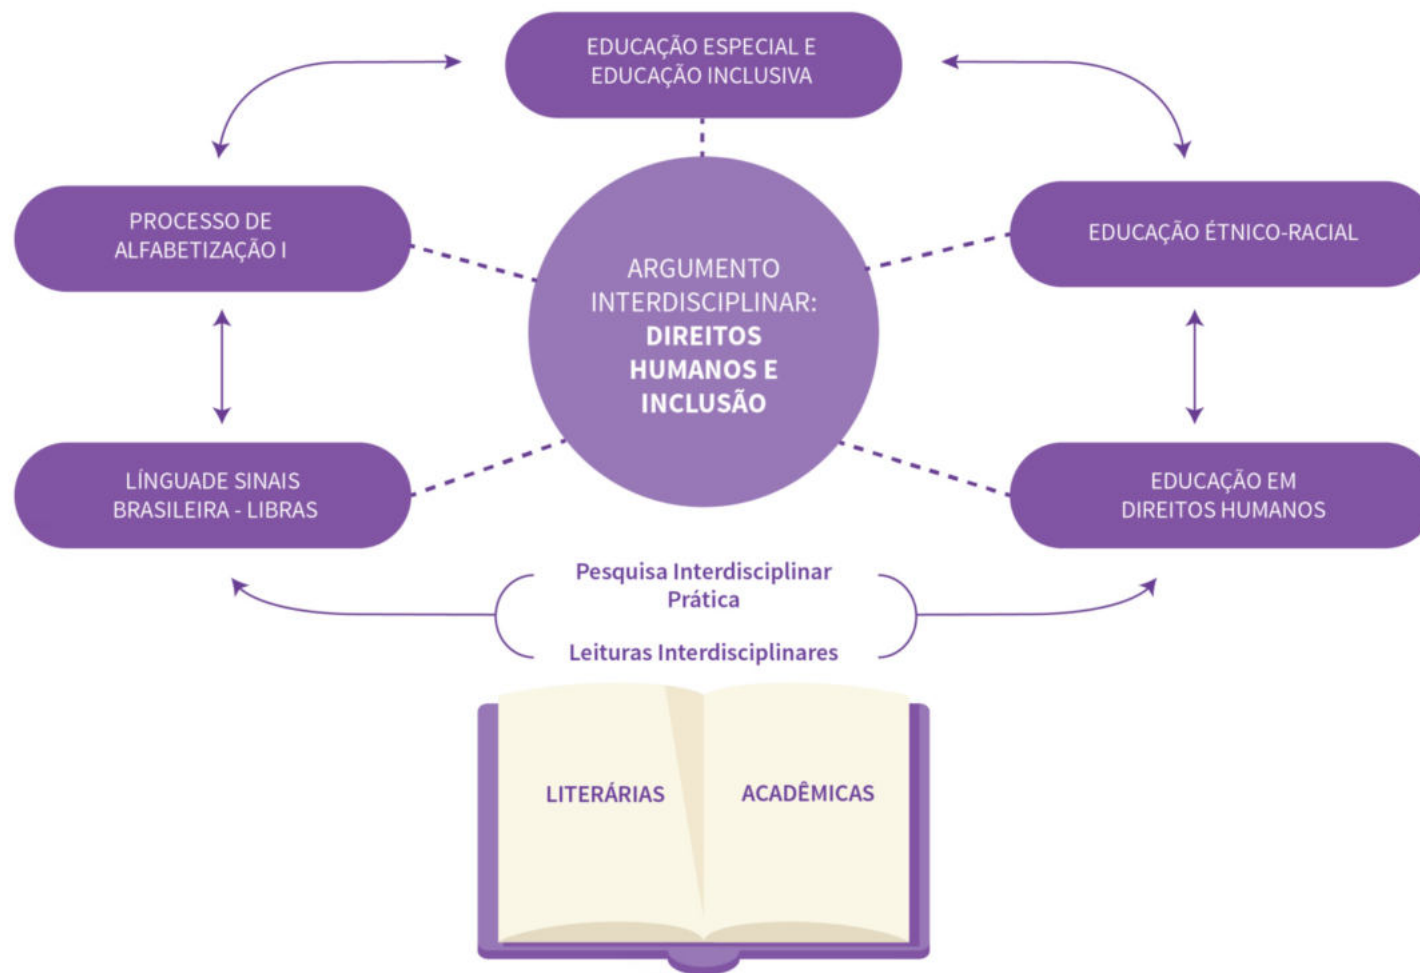 EDUCAÇÃO ESPECIAL E
EDUCAÇÃO INCLUSIVA
PROCESSO DE
ALFABETIZAÇÃO I
EDUCAÇÃO ÉTNICO-RACIAL
ARGUMENTO
INTERDISCIPLINAR:
DIREITOS
HUMANOS E
INCLUSÃO
LÍNGUADE SINAIS
BRASILEIRA - LIBRAS
EDUCAÇÃO EM
DIREITOS HUMANOS
Pesquisa Interdisciplinar
Prática
Leituras Interdisciplinares
LITERÁRIAS
ACADÊMICAS